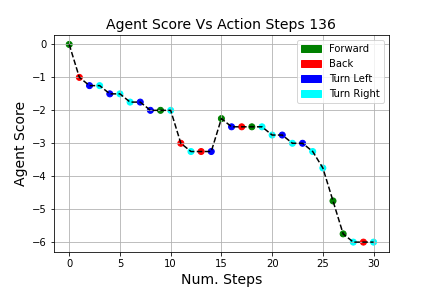 Agent Score Vs Action Steps 136
0
−1
−2
−3
−4
−5
−6
Agent Score
Forward
Back
Turn Left
Turn Right
0 5 10 15 20 25 30
Num. Steps